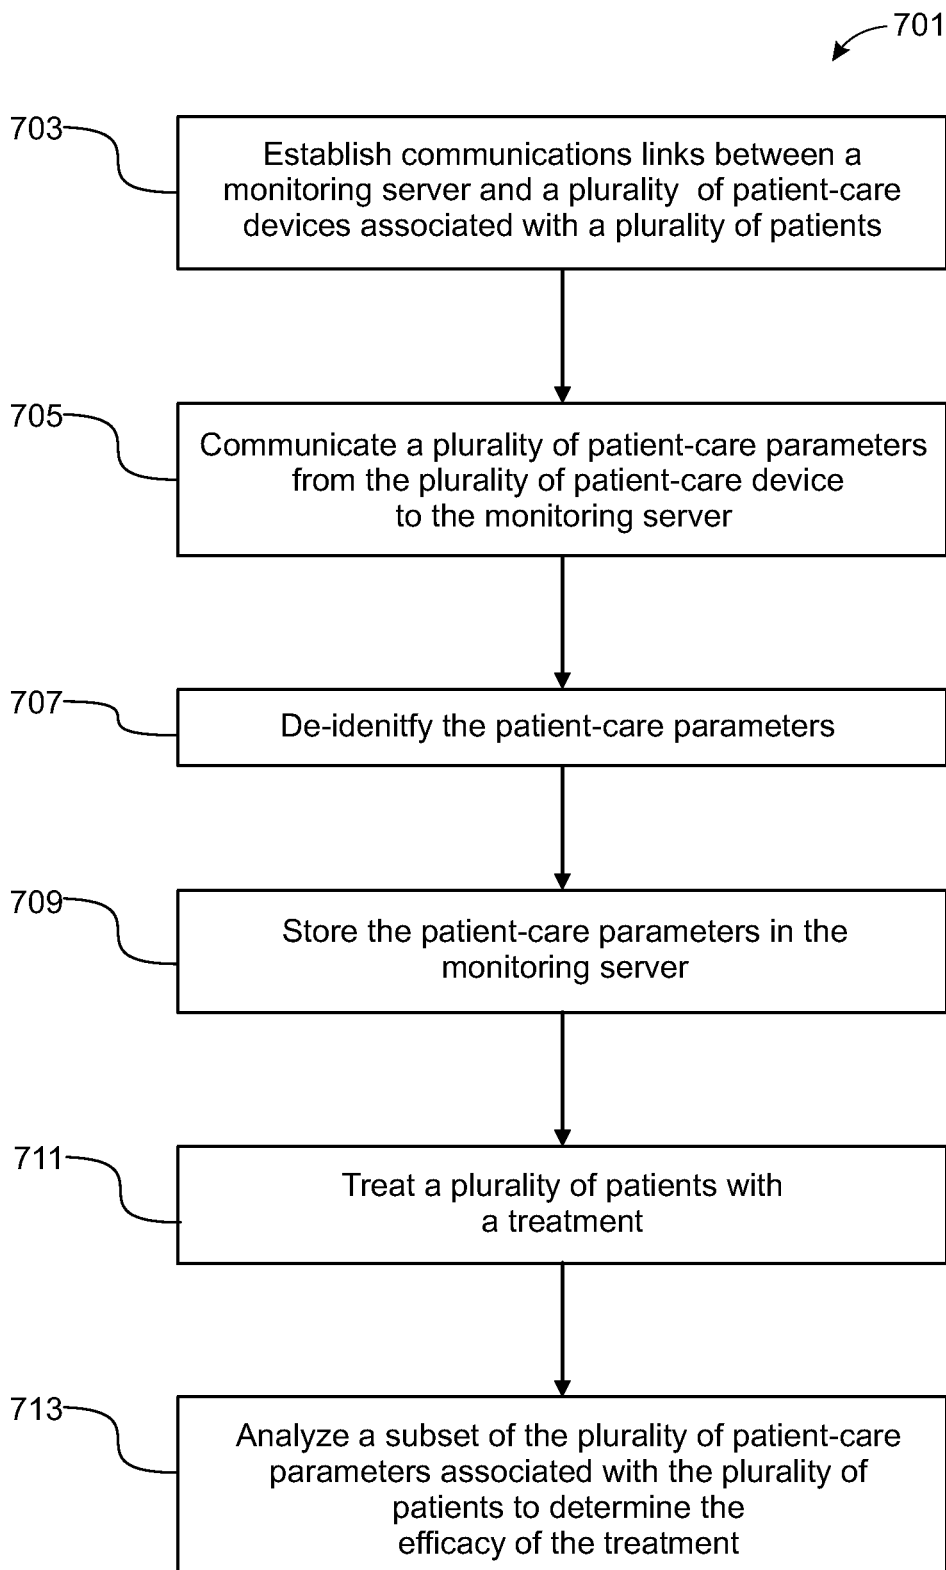 701
703
Establish communications links between a
monitoring server and a plurality of patient-care
devices associated with a plurality of patients
705
Communicate a plurality of patient-care parameters
from the plurality of patient-care device
to the monitoring server
707
De-idenitfy the patient-care parameters
709
Store the patient-care parameters in the
monitoring server
711
Treat a plurality of patients with
a treatment
713
Analyze a subset of the plurality of patient-care
parameters associated with the plurality of
patients to determine the
efficacy of the treatment